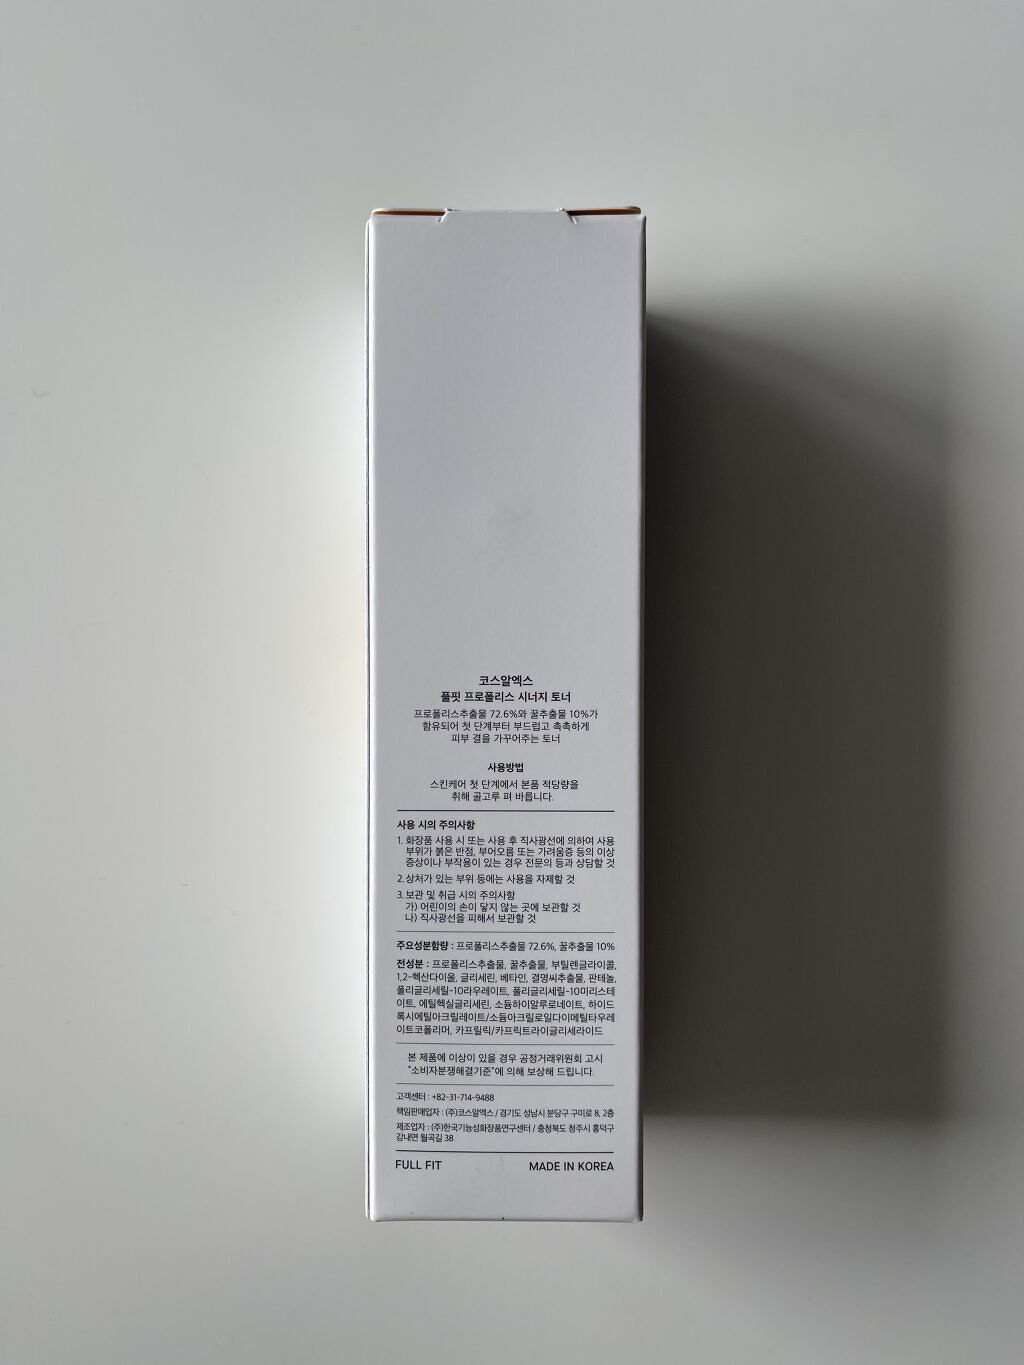 코스알엑스
풀핏 프로폴리스 시너지 토너
프로폴리스추출물 72.6%와 꿀추출물 10%가
함유되어 첫 단계부터 부드럽고 촉촉하게
피부 결을 가꾸어주는 토너
사용방법
스킨케어 첫 단계에서 본품 적당량을
취해 골고루 펴 바릅니다.
사용 시의 주의사항
1. 화장품 사용 시 또는 사용 후 직사광선에 의하여 사용
부위가 붉은 반점, 부어오름 또는 가려움증 등의 이상
증상이나 부작용이 있는 경우 전문의 등과 상담할 것
2. 상처가 있는 부위 등에는 사용을 자제할 것
3. 보관 및 취급 시의 주의사항
가) 어린이의 손이 닿지 않는 곳에 보관할 것
나) 직사광선을 피해서 보관할 것
주요성분함량 : 프로폴리스추출물 72.6%, 꿀추출물 10%
전성분 : 프로폴리스추출물, 꿀추출물, 부틸렌글라이콜,
1,2-헥산다이올, 글리세린, 베타인, 결명씨추출물, 판테놀,
폴리글리세릴-10라우레이트, 폴리글리세릴-10미리스테
이트, 에틸헥실글리세린, 소듐하이알루로네이트, 하이드
록시에틸아크릴레이트/소듐아크릴로일다이메틸타우레
이트코폴리머, 카프릴릭/카프릭트라이글리세라이드
본 제품에 이상이 있을 경우 공정거래위원회 고시
"소비자분쟁해결기준"에 의해 보상해 드립니다.
고객센터 : +82-31-714-9488
책임판매업자 : (주)코스알엑스 / 경기도 성남시 분당구 구미로 8, 2층
제조업자 : (주)한국기능성화장품연구센터 / 충청북도 청주시 흥덕구
강내면 월곡길 38
FULL FIT MADE IN KOREA